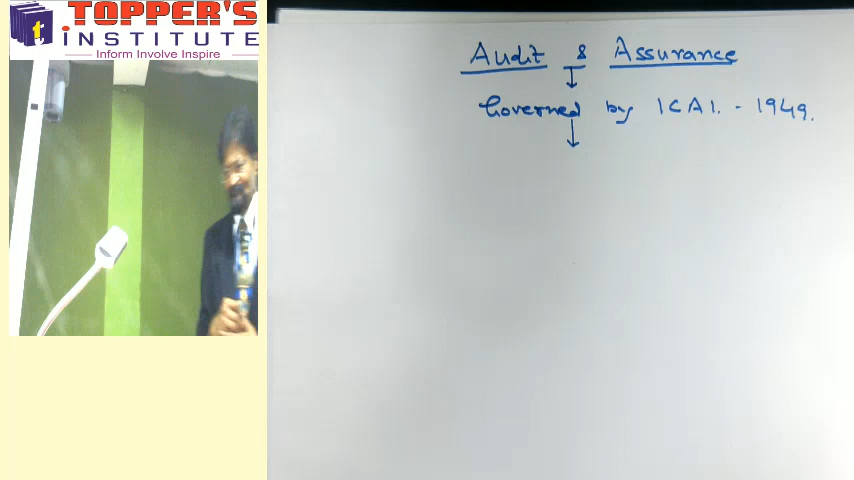 TOPPER'S
iNSTITUTE
Inform Involve Inspire
t
Audit & Assurance
Governed by ICAI. - 1949.